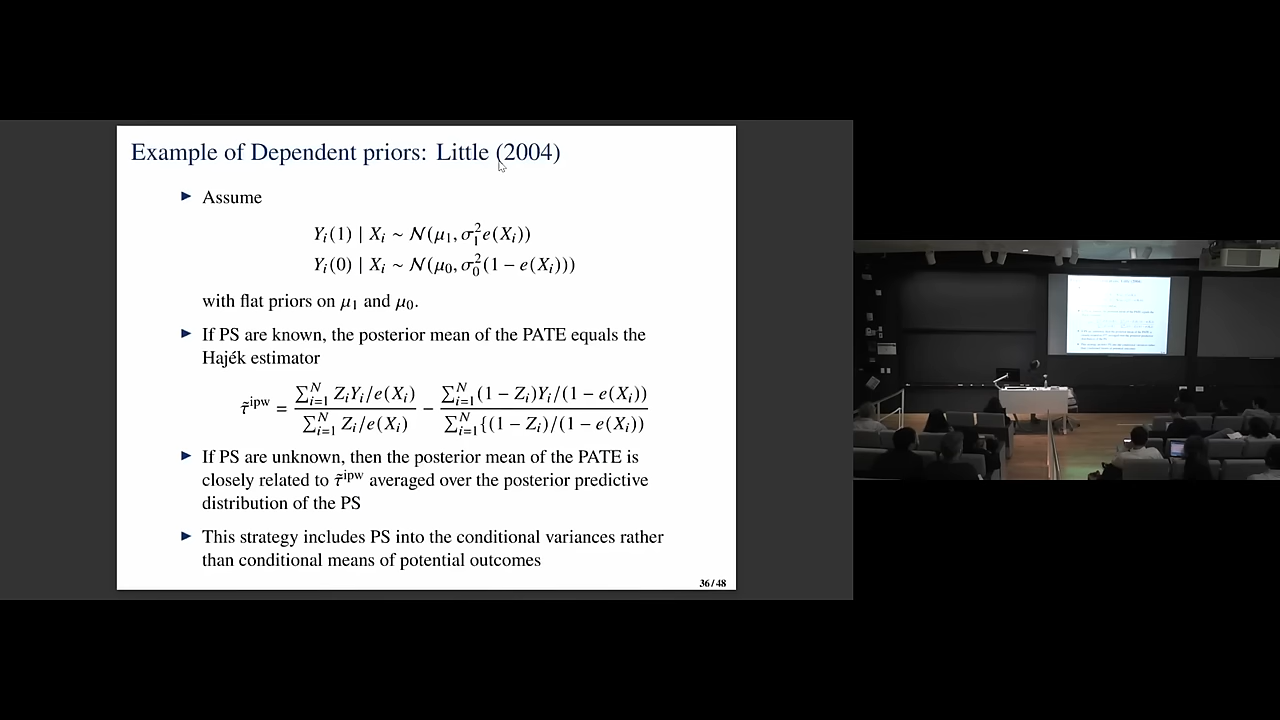 Example of Dependent priors: Little (2004)
► Assume
Yᵢ(1) | Xᵢ ~ N(μ₁, σ₁²e(Xᵢ))
Yᵢ(0) | Xᵢ ~ N(μ₀, σ₀²(1 − e(Xᵢ)))
with flat priors on μ₁ and μ₀.
► If PS are known, the posterior mean of the PATE equals the
Hajék estimator
τ̃ⁱᵖʷ = ∑ᵢ₌₁ᴺ ZᵢYᵢ/e(Xᵢ) / ∑ᵢ₌₁ᴺ Zᵢ/e(Xᵢ) − ∑ᵢ₌₁ᴺ(1 − Zᵢ)Yᵢ/(1 − e(Xᵢ)) / ∑ᵢ₌₁ᴺ{(1 − Zᵢ)/(1 − e(Xᵢ))
► If PS are unknown, then the posterior mean of the PATE is
closely related to τ̃ⁱᵖʷ averaged over the posterior predictive
distribution of the PS
► This strategy includes PS into the conditional variances rather
than conditional means of potential outcomes
36/48